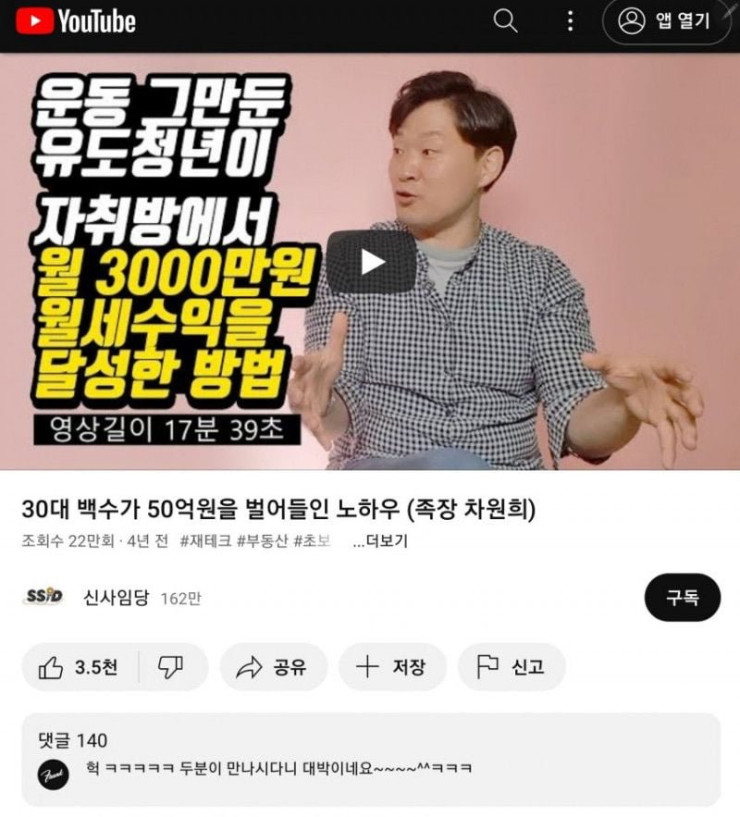 YouTube
앱 열기
운동 그만둔
유도청년이
자취방에서
월 3000만원
월세수익을
달성한 방법
영상길이 17분 39초
30대 백수가 50억원을 벌어들인 노하우 (족장 차원희)
조회수 22만회 · 4년 전 #재테크 #부동산 #초보 ...더보기
SSID 신사임당 162만
구독
3.5천 공유 저장 신고
댓글 140
헉 ㅋㅋㅋㅋㅋ 두분이 만나시다니 대박이네요~~~~^^ㅋㅋㅋ